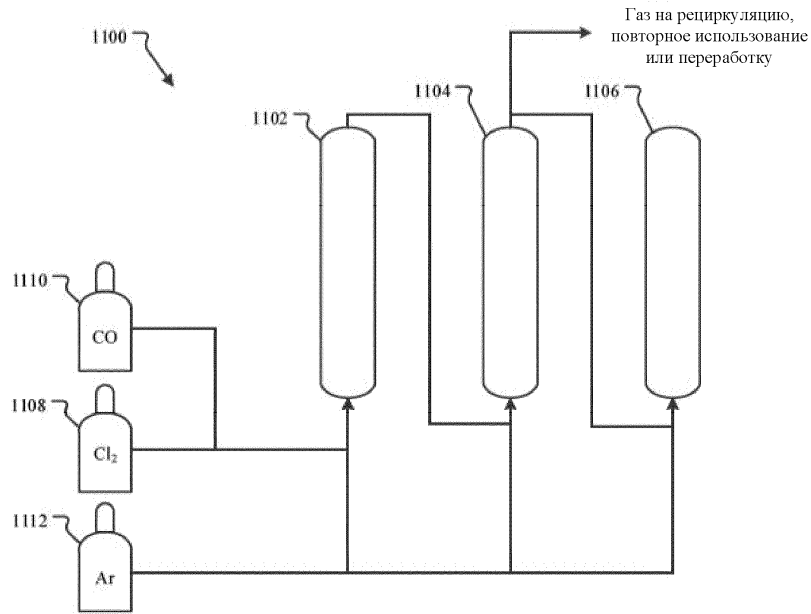 Газ на рециркуляцию,
повторное использование
или переработку
1100
1102
1104
1106
1110
CO
1108
Cl₂
1112
Ar